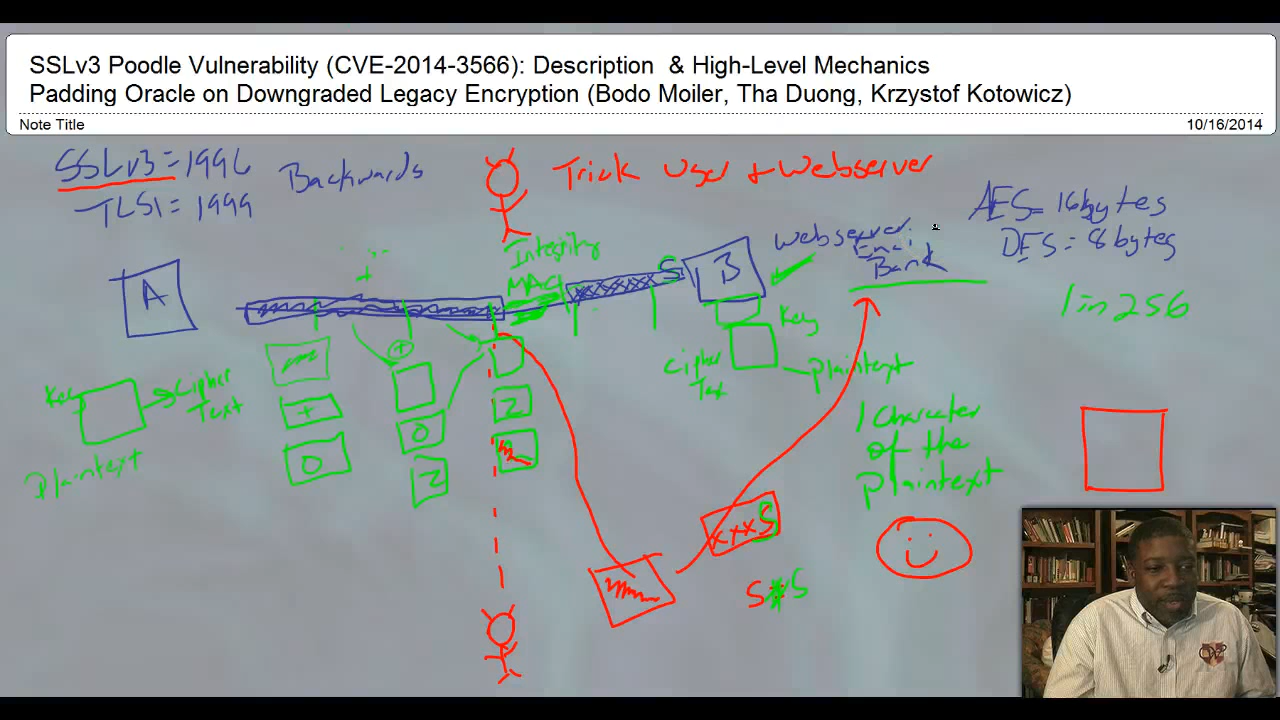 SSLv3 Poodle Vulnerability (CVE-2014-3566): Description & High-Level Mechanics
Padding Oracle on Downgraded Legacy Encryption (Bodo Moiler, Tha Duong, Krzystof Kotowicz)
Note Title
10/16/2014
SSLv3 = 1996
TLS1 = 1999
Backwards
Trick User + Webserver
AES = 16 bytes
DES = 8 bytes
1 in 256
Webserver:
Bank
Integrity
MAC
A
S
B
+
+
Key
Cipher
Text
Plaintext
+
O
O
2
2
Key
Cipher
Text
Plaintext
1 Character
of the
plaintext
xxxS
S
S